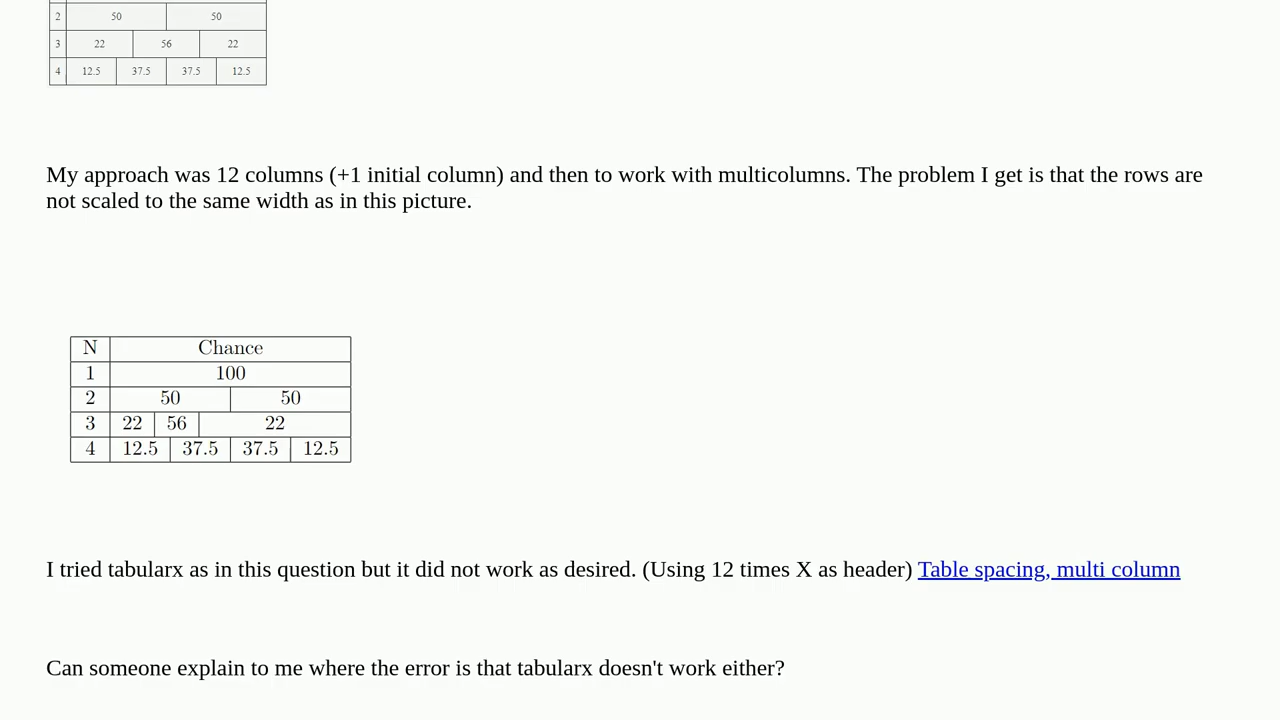 2 50 50
3 22 56 22
4 12.5 37.5 37.5 12.5
My approach was 12 columns (+1 initial column) and then to work with multicolumns. The problem I get is that the rows are
not scaled to the same width as in this picture.
N Chance
1 100
2 50 50
3 22 56 22
4 12.5 37.5 37.5 12.5
I tried tabularx as in this question but it did not work as desired. (Using 12 times X as header) Table spacing, multi column
Can someone explain to me where the error is that tabularx doesn't work either?